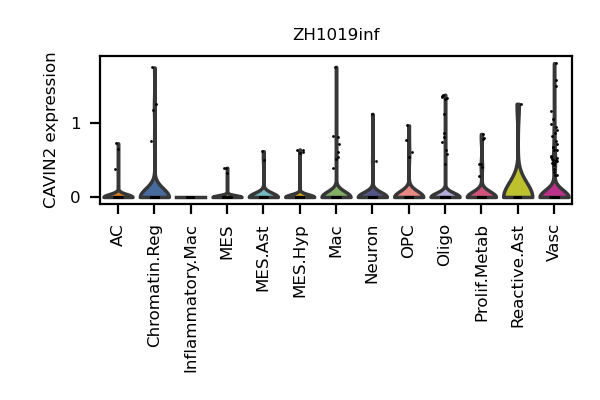 ZH1019inf
CAVIN2 expression
1
0
AC
Chromatin.Reg
Inflammatory.Mac
MES
MES.Ast
MES.Hyp
Mac
Neuron
OPC
Oligo
Prolif.Metab
Reactive.Ast
Vasc